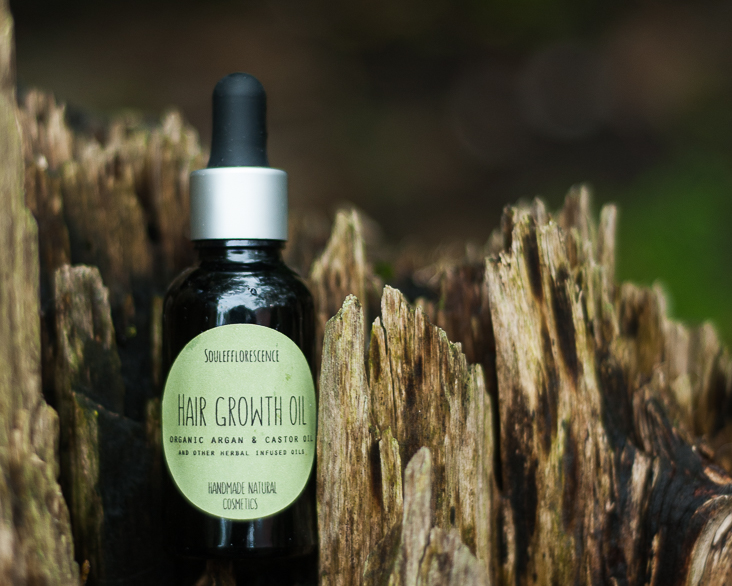 SOULEFFLORESCENCE
HAIR GROWTH OIL
ORGANIC ARGAN & CASTOR OIL
AND OTHER HERBAL INFUSED OILS
HANDMADE NATURAL
COSMETICS